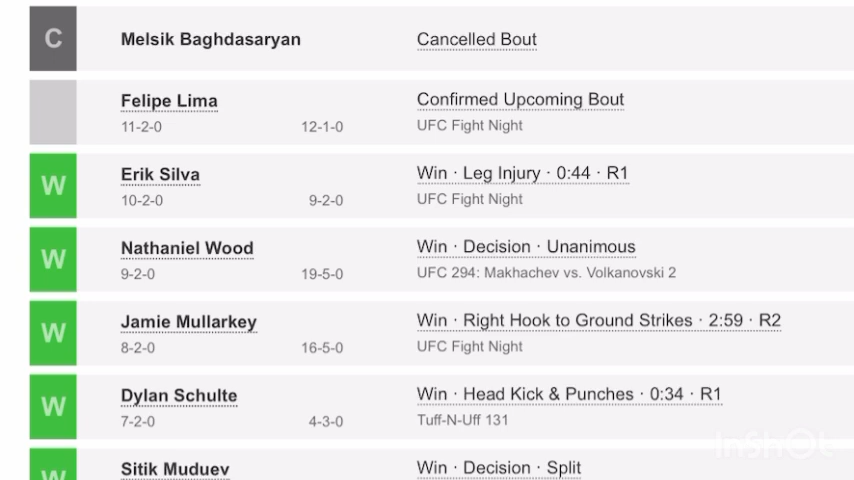 C Melsik Baghdasaryan Cancelled Bout
Felipe Lima Confirmed Upcoming Bout
11-2-0 12-1-0 UFC Fight Night
W Erik Silva Win · Leg Injury · 0:44 · R1
10-2-0 9-2-0 UFC Fight Night
W Nathaniel Wood Win · Decision · Unanimous
9-2-0 19-5-0 UFC 294: Makhachev vs. Volkanovski 2
W Jamie Mullarkey Win · Right Hook to Ground Strikes · 2:59 · R2
8-2-0 16-5-0 UFC Fight Night
W Dylan Schulte Win · Head Kick & Punches · 0:34 · R1
7-2-0 4-3-0 Tuff-N-Uff 131
W Sitik Muduev Win · Decision · Split
InShOt